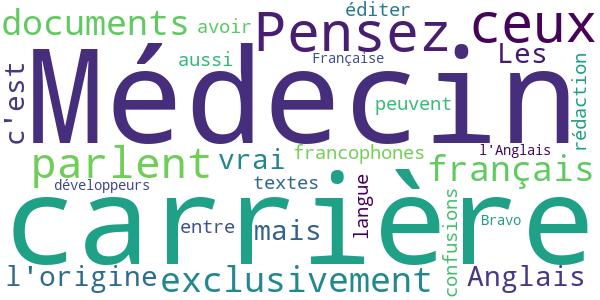 documents
avoir
éditer
Pensez
ceux
c'est
Médecin
aussi
Française
Les
peuvent
rédaction
parlent
vrai
francophones
l'Anglais
français
développeurs
textes
langue
carrière
entre
mais
confusions
Bravo
l'origine
exclusivement
Anglais